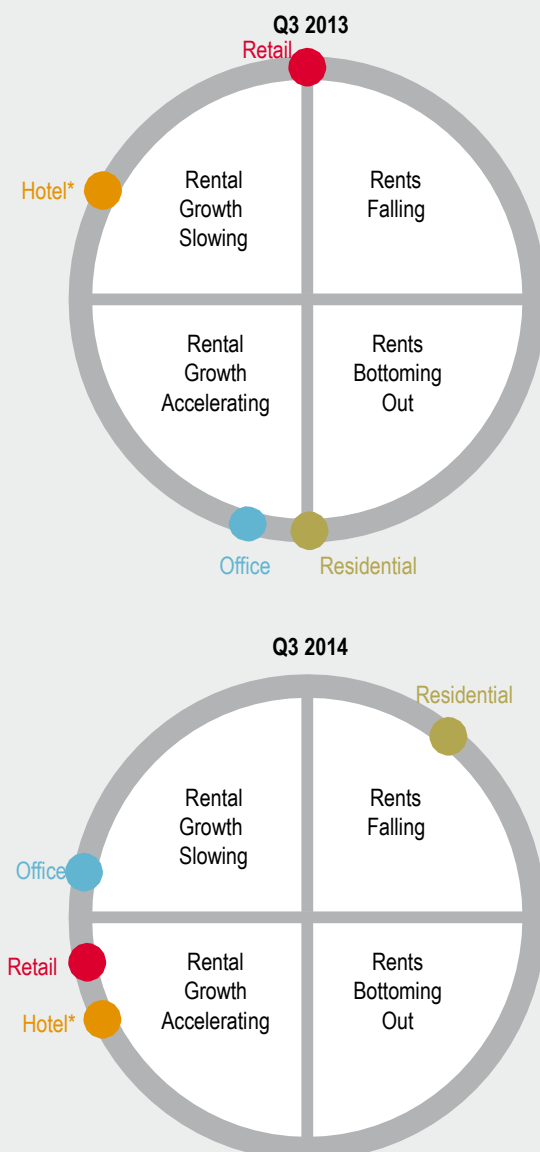 Q3 2013
Retail
Hotel*
Rental
Growth
Slowing
Rents
Falling
Rental
Growth
Accelerating
Rents
Bottoming
Out
Office
Residential
Q3 2014
Residential
Rental
Growth
Slowing
Rents
Falling
Office
Retail
Hotel*
Rental
Growth
Accelerating
Rents
Bottoming
Out